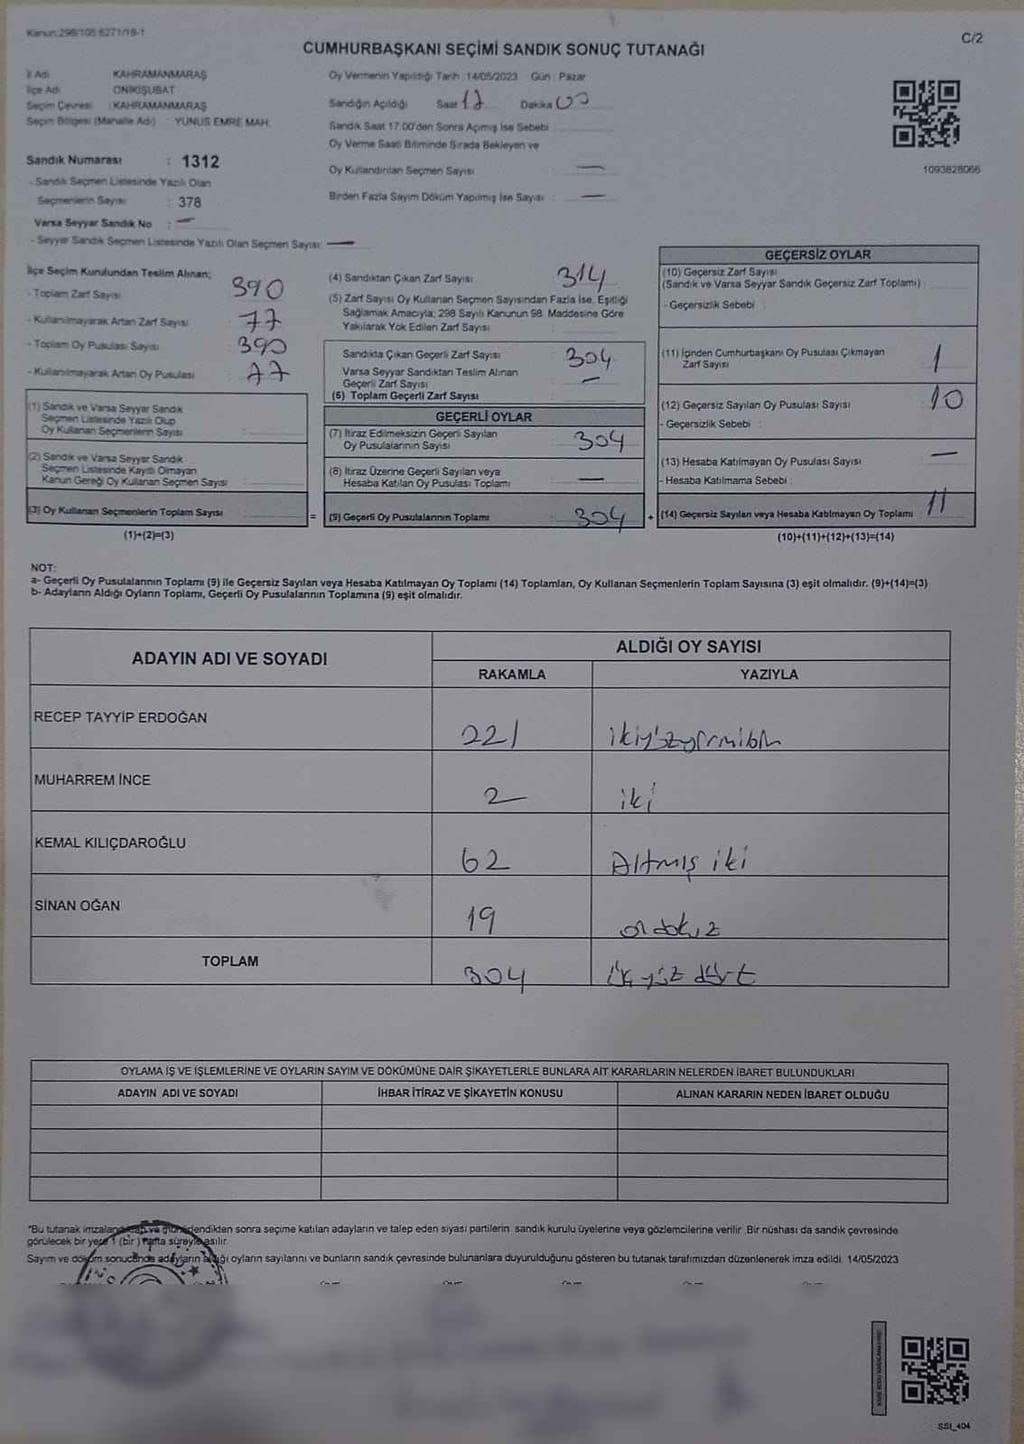 Kanun:298/105 6271/18-1
C/2
CUMHURBAŞKANI SEÇİMİ SANDIK SONUÇ TUTANAĞI
İl Adı KAHRAMANMARAŞ
İlçe Adı ONİKİŞUBAT
Seçim Çevresi : KAHRAMANMARAŞ
Seçim Bölgesi (Mahalle Adı) : YUNUS EMRE MAH.
Oy Vermenin Yapıldığı Tarih : 14/05/2023 Gün : Pazar
Sandığın Açıldığı Saat 17 Dakika 00
Sandık Saat 17:00'den Sonra Açılmış İse Sebebi
Oy Verme Saati Bitiminde Sırada Bekleyen ve
Oy Kullandırılan Seçmen Sayısı —
Birden Fazla Sayım Döküm Yapılmış İse Sayısı : —
1093828066
Sandık Numarası : 1312
- Sandık Seçmen Listesinde Yazılı Olan
Seçmenlerin Sayısı : 378
Varsa Seyyar Sandık No : —
- Seyyar Sandık Seçmen Listesinde Yazılı Olan Seçmen Sayısı: —
İlçe Seçim Kurulundan Teslim Alınan;
- Toplam Zarf Sayısı 390
- Kullanılmayarak Artan Zarf Sayısı 77
- Toplam Oy Pusulası Sayısı 390
- Kullanılmayarak Artan Oy Pusulası 77
(1) Sandık ve Varsa Seyyar Sandık
Seçmen Listesinde Yazılı Olup
Oy Kullanan Seçmenlerin Sayısı
(2) Sandık ve Varsa Seyyar Sandık
Seçmen Listesinde Kayıtlı Olmayan
Kanun Gereği Oy Kullanan Seçmen Sayısı :
(3) Oy Kullanan Seçmenlerin Toplam Sayısı =
(1)+(2)=(3)
(4) Sandıktan Çıkan Zarf Sayısı 314
(5) Zarf Sayısı Oy Kullanan Seçmen Sayısından Fazla İse, Eşitliği
Sağlamak Amacıyla, 298 Sayılı Kanunun 98. Maddesine Göre
Yakılarak Yok Edilen Zarf Sayısı
Sandıkta Çıkan Geçerli Zarf Sayısı 304
Varsa Seyyar Sandıktan Teslim Alınan
Geçerli Zarf Sayısı —
(6) Toplam Geçerli Zarf Sayısı
GEÇERLİ OYLAR
(7) İtiraz Edilmeksizin Geçerli Sayılan
Oy Pusulalarının Sayısı 304
(8) İtiraz Üzerine Geçerli Sayılan veya
Hesaba Katılan Oy Pusulası Toplamı —
(9) Geçerli Oy Pusulalarının Toplamı 304 +
GEÇERSİZ OYLAR
(10) Geçersiz Zarf Sayısı
(Sandık ve Varsa Seyyar Sandık Geçersiz Zarf Toplamı)
- Geçersizlik Sebebi :
(11) İçinden Cumhurbaşkanı Oy Pusulası Çıkmayan
Zarf Sayısı 1
(12) Geçersiz Sayılan Oy Pusulası Sayısı 10
- Geçersizlik Sebebi :
(13) Hesaba Katılmayan Oy Pusulası Sayısı —
- Hesaba Katılmama Sebebi :
(14) Geçersiz Sayılan veya Hesaba Katılmayan Oy Toplamı 11
(10)+(11)+(12)+(13)=(14)
NOT:
a- Geçerli Oy Pusulalarının Toplamı (9) ile Geçersiz Sayılan veya Hesaba Katılmayan Oy Toplamı (14) Toplamları, Oy Kullanan Seçmenlerin Toplam Sayısına (3) eşit olmalıdır. (9)+(14)=(3)
b- Adayların Aldığı Oyların Toplamı, Geçerli Oy Pusulalarının Toplamına (9) eşit olmalıdır.
ADAYIN ADI VE SOYADI
ALDIĞI OY SAYISI
RAKAMLA YAZIYLA
RECEP TAYYİP ERDOĞAN 221 ikiyüzyirmibir
MUHARREM İNCE 2 iki
KEMAL KILIÇDAROĞLU 62 Altmış iki
SİNAN OĞAN 19 ondokuz
TOPLAM 304 üçyüz dört
OYLAMA İŞ VE İŞLEMLERİNE VE OYLARIN SAYIM VE DÖKÜMÜNE DAİR ŞİKAYETLERLE BUNLARA AİT KARARLARIN NELERDEN İBARET BULUNDUKLARI
ADAYIN ADI VE SOYADI İHBAR İTİRAZ VE ŞİKAYETİN KONUSU ALINAN KARARIN NEDEN İBARET OLDUĞU
*Bu tutanak imzalanıp ve mühürlendikten sonra seçime katılan adayların ve talep eden siyasi partilerin sandık kurulu üyelerine veya gözlemcilerine verilir. Bir nüshası da sandık çevresinde
görülecek bir yere 1 (bir) hafta süreyle asılır.
Sayım ve döküm sonucunda adayların aldığı oyların sayılarını ve bunların sandık çevresinde bulunanlara duyurulduğunu gösteren bu tutanak tarafımızdan düzenlenerek imza edildi. 14/05/2023
SSI_404